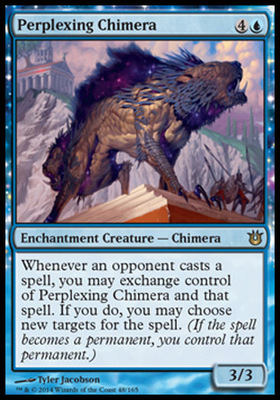 Perplexing Chimera 4
Enchantment Creature — Chimera
Whenever an opponent casts a
spell, you may exchange control
of Perplexing Chimera and that
spell. If you do, you may choose
new targets for the spell. (If the spell
becomes a permanent, you control that
permanent.)
Tyler Jacobson
3/3
™ & © 2014 Wizards of the Coast 48/165